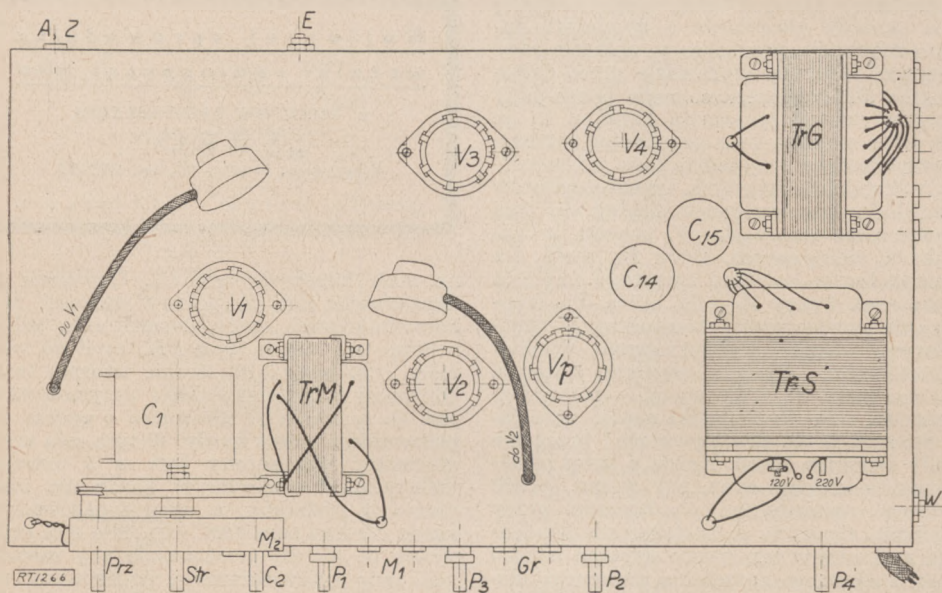 A, Z
E
V3
V4
TrG
C15
C14
Do V1
V1
TrM
V2
do V2
Vp
TrS
C1
120V
220V
W
M2
Prz
Str
C2
P1
M1
P3
Gr
P2
P4
RT1266